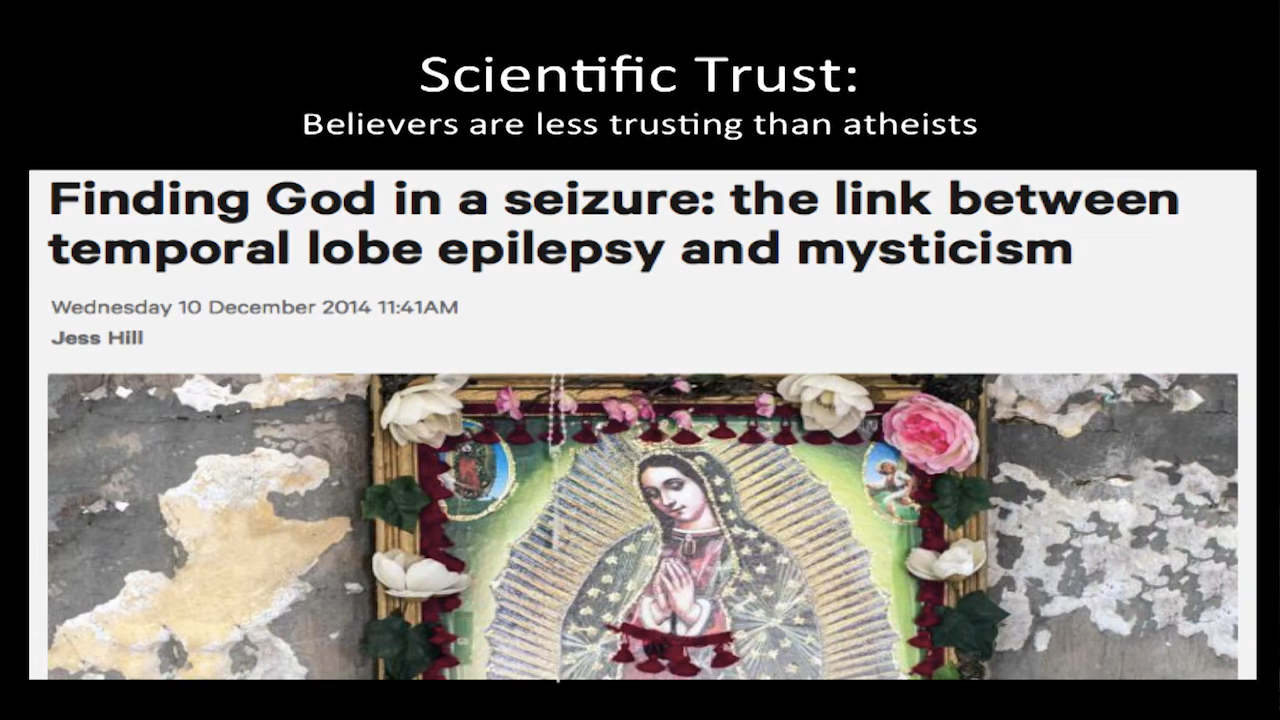 Scientific Trust:
Believers are less trusting than atheists
Finding God in a seizure: the link between
temporal lobe epilepsy and mysticism
Wednesday 10 December 2014 11:41AM
Jess Hill